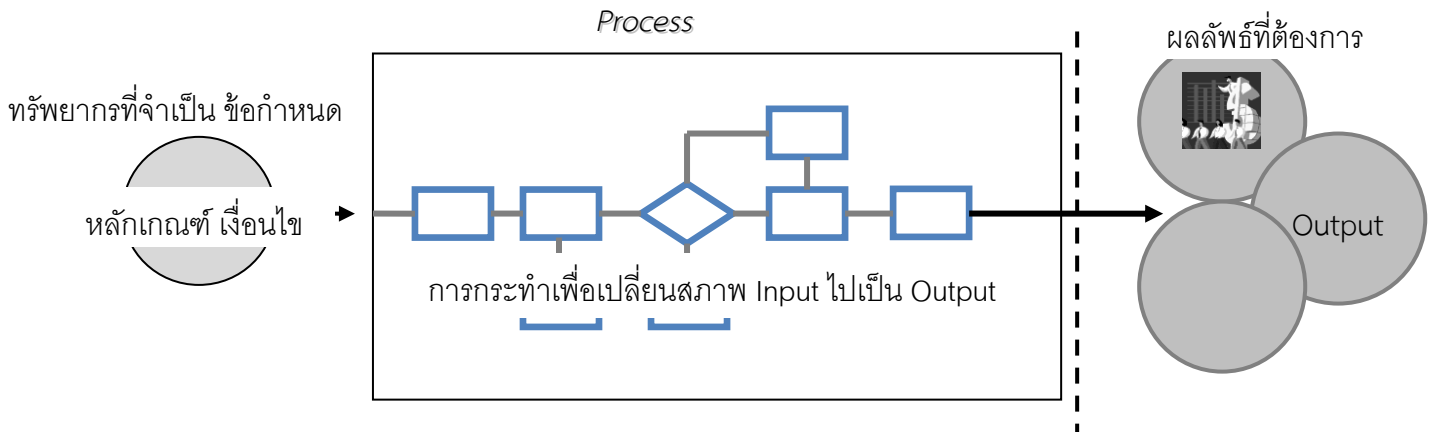 Process
ผลลัพธ์ที่ต้องการ
ทรัพยากรที่จำเป็น ข้อกำหนด
หลักเกณฑ์ เงื่อนไข
Output
การกระทำเพื่อเปลี่ยนสภาพ Input ไปเป็น Output